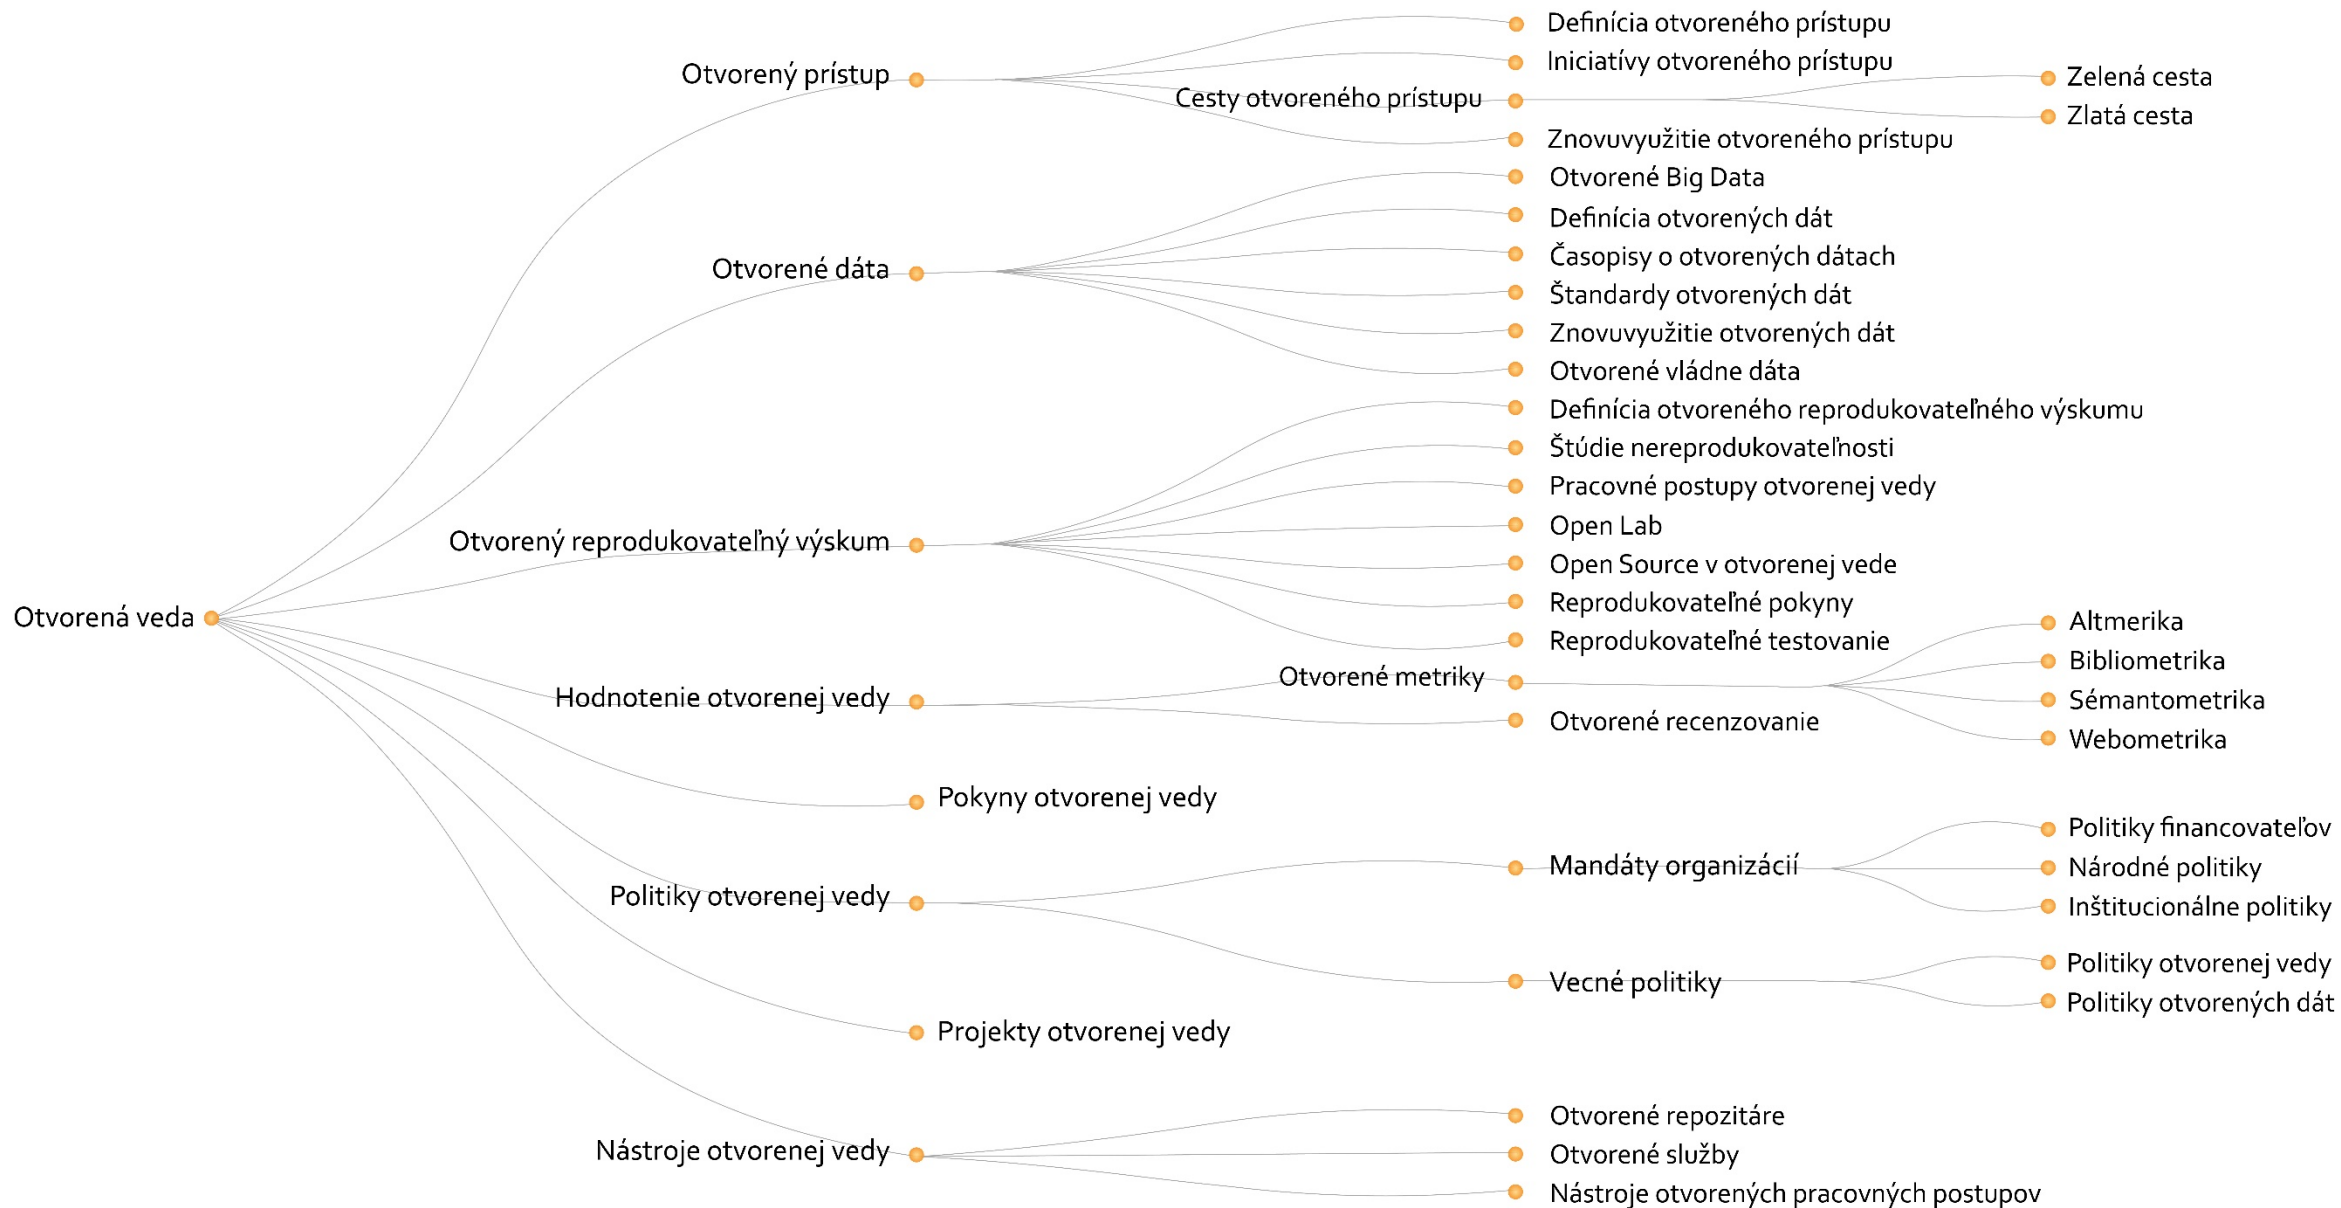 Otvorená veda
Otvorený prístup
Definícia otvoreného prístupu
Iniciatívy otvoreného prístupu
Cesty otvoreného prístupu
Zelená cesta
Zlatá cesta
Znovuvyužitie otvoreného prístupu
Otvorené dáta
Otvorené Big Data
Definícia otvorených dát
Časopisy o otvorených dátach
Štandardy otvorených dát
Znovuvyužitie otvorených dát
Otvorené vládne dáta
Otvorený reprodukovateľný výskum
Definícia otvoreného reprodukovateľného výskumu
Štúdie nereprodukovateľnosti
Pracovné postupy otvorenej vedy
Open Lab
Open Source v otvorenej vede
Reprodukovateľné pokyny
Reprodukovateľné testovanie
Hodnotenie otvorenej vedy
Otvorené metriky
Altmerika
Bibliometrika
Sémantometrika
Webometrika
Otvorené recenzovanie
Pokyny otvorenej vedy
Politiky otvorenej vedy
Mandáty organizácií
Politiky financovateľov
Národné politiky
Inštitucionálne politiky
Vecné politiky
Politiky otvorenej vedy
Politiky otvorených dát
Projekty otvorenej vedy
Nástroje otvorenej vedy
Otvorené repozitáre
Otvorené služby
Nástroje otvorených pracovných postupov